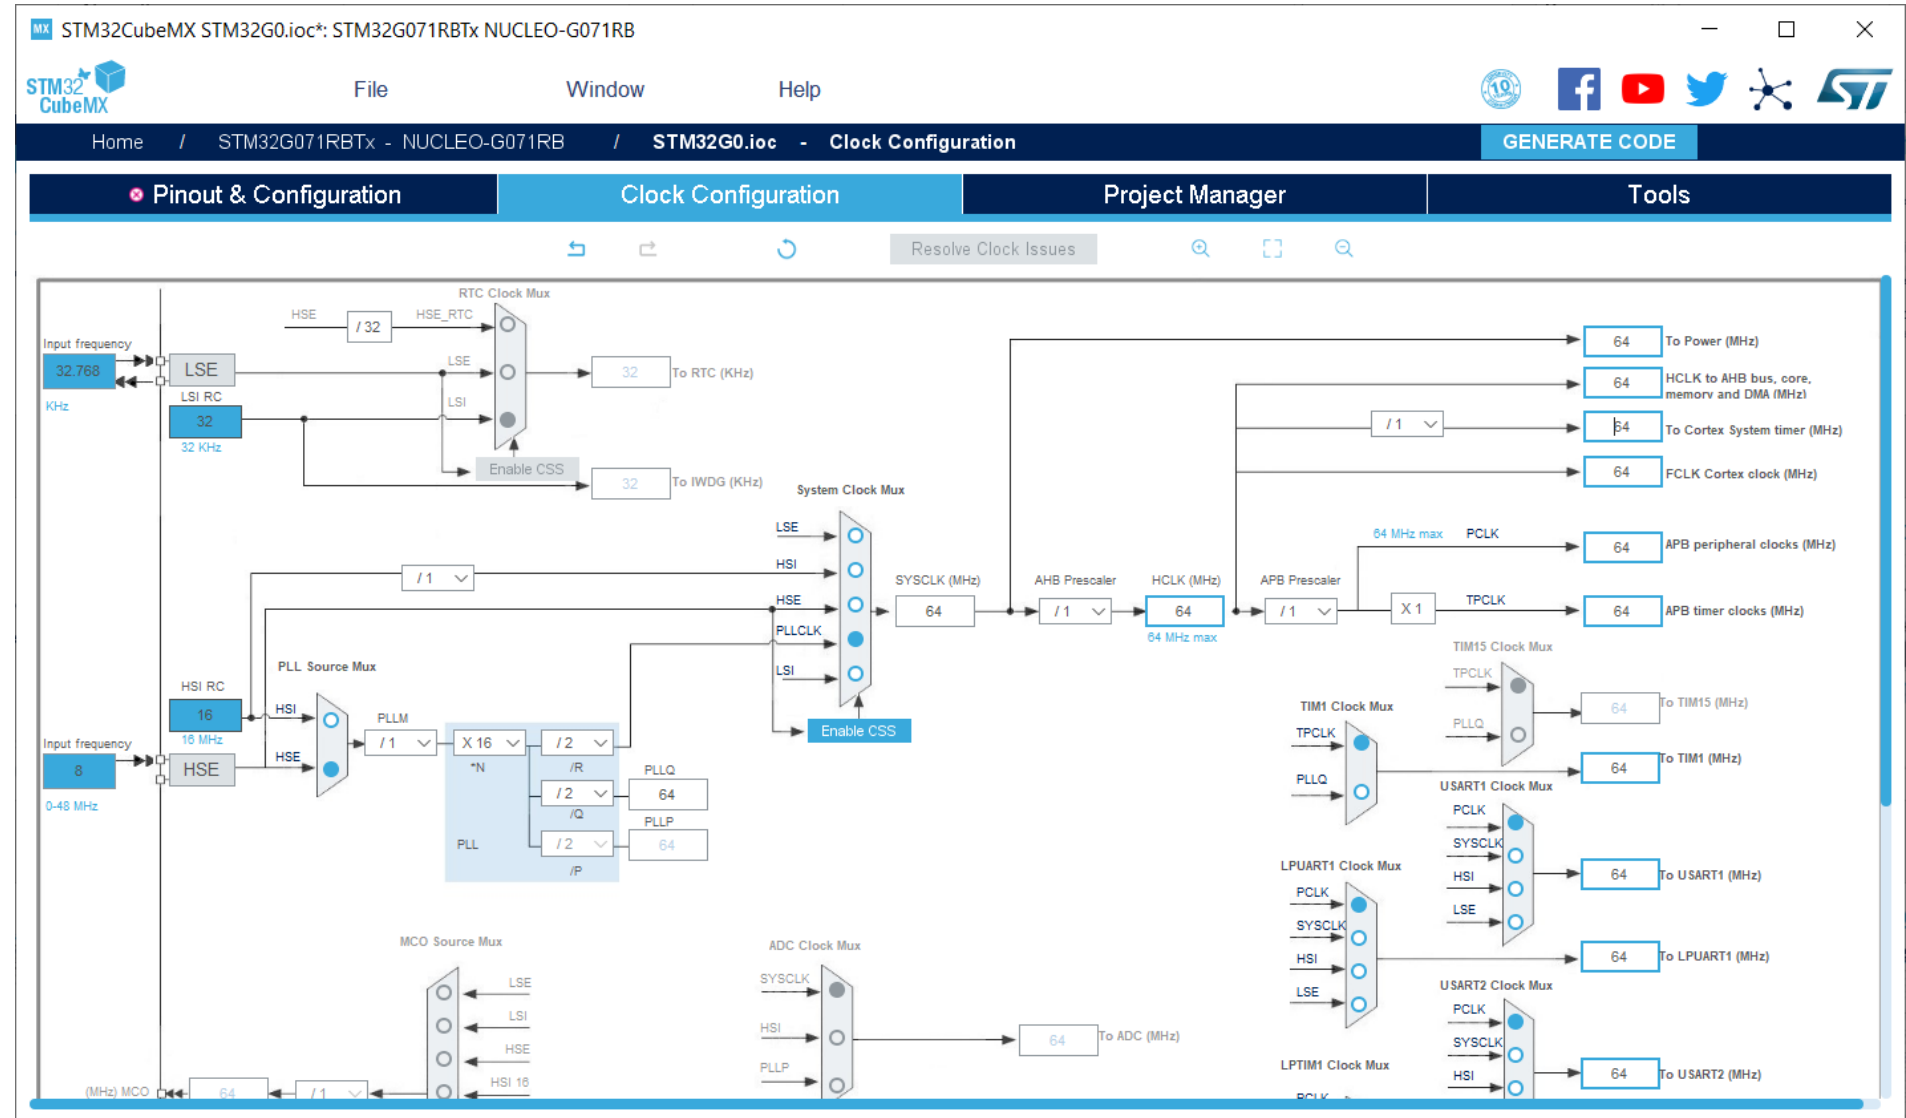 MX STM32CubeMX STM32G0.ioc*: STM32G071RBTx NUCLEO-G071RB
STM32 CubeMX
File Window Help
10
Home / STM32G071RBTx - NUCLEO-G071RB / STM32G0.ioc - Clock Configuration GENERATE CODE
Pinout & Configuration Clock Configuration Project Manager Tools
Resolve Clock Issues
RTC Clock Mux
HSE / 32 HSE_RTC
Input frequency
32.768
KHz
LSE
LSE
32 To RTC (KHz)
LSI RC
32
32 KHz
LSI
Enable CSS
32 To IWDG (KHz)
64 To Power (MHz)
64 HCLK to AHB bus, core,
memory and DMA (MHz)
/ 1 64 To Cortex System timer (MHz)
64 FCLK Cortex clock (MHz)
System Clock Mux
LSE
HSI
HSE
PLLCLK
LSI
/ 1
Enable CSS
SYSCLK (MHz)
64
AHB Prescaler
/ 1
HCLK (MHz)
64
64 MHz max
APB Prescaler
/ 1
64 MHz max PCLK 64 APB peripheral clocks (MHz)
X 1 TPCLK 64 APB timer clocks (MHz)
PLL Source Mux
HSI RC
16
16 MHz
HSI
Input frequency
8
0-48 MHz
HSE
HSE
PLLM
/ 1
X 16
*N
/ 2
/R
/ 2
/Q
/ 2
/P
PLL
PLLQ
64
PLLP
64
TIM15 Clock Mux
TPCLK
PLLQ
64 To TIM15 (MHz)
TIM1 Clock Mux
TPCLK
PLLQ
64 To TIM1 (MHz)
USART1 Clock Mux
PCLK
SYSCLK
HSI
LSE
64 To USART1 (MHz)
LPUART1 Clock Mux
PCLK
SYSCLK
HSI
LSE
64 To LPUART1 (MHz)
USART2 Clock Mux
PCLK
SYSCLK
HSI
64 To USART2 (MHz)
LPTIM1 Clock Mux
PCLK
MCO Source Mux
LSE
LSI
HSE
HSI 16
(MHz) MCO 64 / 1
ADC Clock Mux
SYSCLK
HSI
PLLP
64 To ADC (MHz)